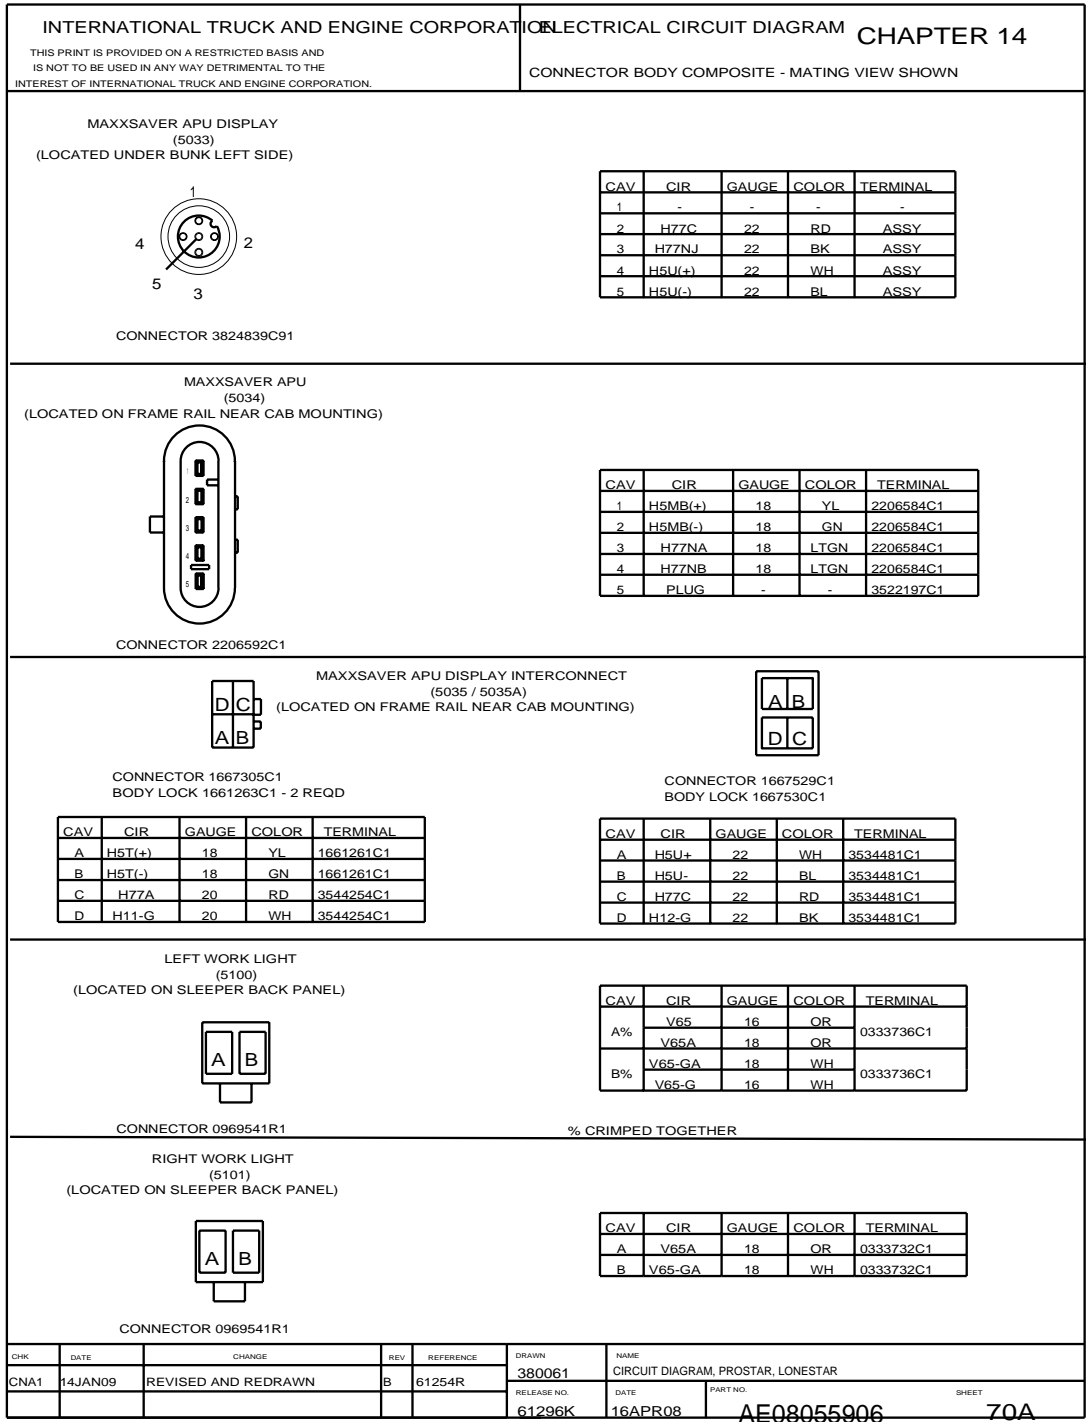 INTERNATIONAL TRUCK AND ENGINE CORPORATION
THIS PRINT IS PROVIDED ON A RESTRICTED BASIS AND
IS NOT TO BE USED IN ANY WAY DETRIMENTAL TO THE
INTEREST OF INTERNATIONAL TRUCK AND ENGINE CORPORATION.
ELECTRICAL CIRCUIT DIAGRAM
CHAPTER 14
CONNECTOR BODY COMPOSITE - MATING VIEW SHOWN
MAXXSAVER APU DISPLAY
(5033)
(LOCATED UNDER BUNK LEFT SIDE)
1
4 2
5
3
CONNECTOR 3824839C91
CAV CIR GAUGE COLOR TERMINAL
1 - - - -
2 H77C 22 RD ASSY
3 H77NJ 22 BK ASSY
4 H5U(+) 22 WH ASSY
5 H5U(-) 22 BL ASSY
MAXXSAVER APU
(5034)
(LOCATED ON FRAME RAIL NEAR CAB MOUNTING)
1
2
3
4
5
CONNECTOR 2206592C1
CAV CIR GAUGE COLOR TERMINAL
1 H5MB(+) 18 YL 2206584C1
2 H5MB(-) 18 GN 2206584C1
3 H77NA 18 LTGN 2206584C1
4 H77NB 18 LTGN 2206584C1
5 PLUG - - 3522197C1
MAXXSAVER APU DISPLAY INTERCONNECT
(5035 / 5035A)
(LOCATED ON FRAME RAIL NEAR CAB MOUNTING)
D C
A B
CONNECTOR 1667305C1
BODY LOCK 1661263C1 - 2 REQD
CAV CIR GAUGE COLOR TERMINAL
A H5T(+) 18 YL 1661261C1
B H5T(-) 18 GN 1661261C1
C H77A 20 RD 3544254C1
D H11-G 20 WH 3544254C1
A B
D C
CONNECTOR 1667529C1
BODY LOCK 1667530C1
CAV CIR GAUGE COLOR TERMINAL
A H5U+ 22 WH 3534481C1
B H5U- 22 BL 3534481C1
C H77C 22 RD 3534481C1
D H12-G 22 BK 3534481C1
LEFT WORK LIGHT
(5100)
(LOCATED ON SLEEPER BACK PANEL)
A B
CONNECTOR 0969541R1
CAV CIR GAUGE COLOR TERMINAL
A% V65 16 OR 0333736C1
V65A 18 OR
B% V65-GA 18 WH 0333736C1
V65-G 16 WH
% CRIMPED TOGETHER
RIGHT WORK LIGHT
(5101)
(LOCATED ON SLEEPER BACK PANEL)
A B
CONNECTOR 0969541R1
CAV CIR GAUGE COLOR TERMINAL
A V65A 18 OR 0333732C1
B V65-GA 18 WH 0333732C1
CHK DATE CHANGE REV REFERENCE
CNA1 14JAN09 REVISED AND REDRAWN B 61254R
DRAWN
380061
NAME
CIRCUIT DIAGRAM, PROSTAR, LONESTAR
RELEASE NO.
61296K
DATE
16APR08
PART NO.
AE08055906
SHEET
70A